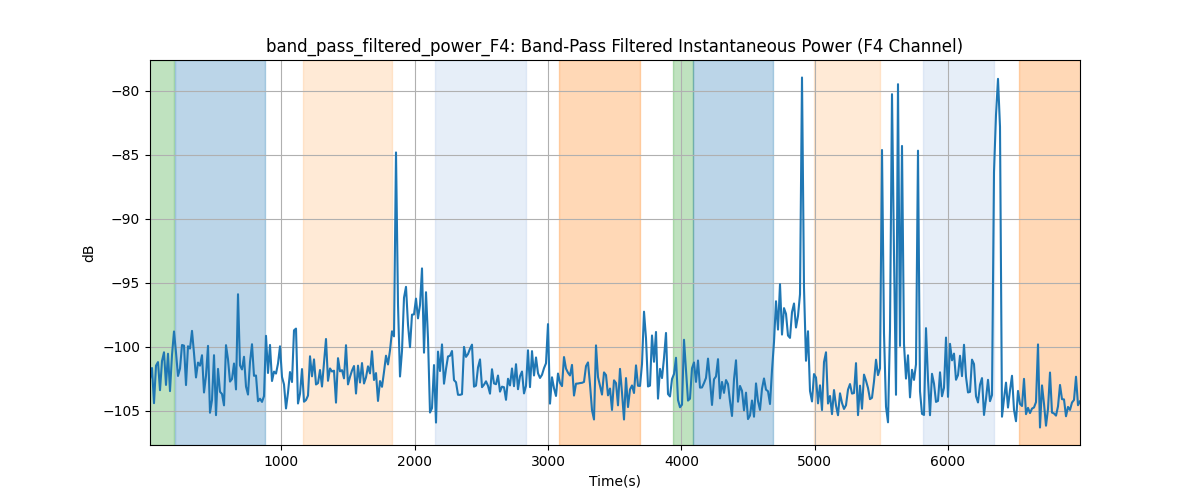 band_pass_filtered_power_F4: Band-Pass Filtered Instantaneous Power (F4 Channel)
−80
−85
−90
−95
−100
−105
dB
1000 2000 3000 4000 5000 6000
Time(s)